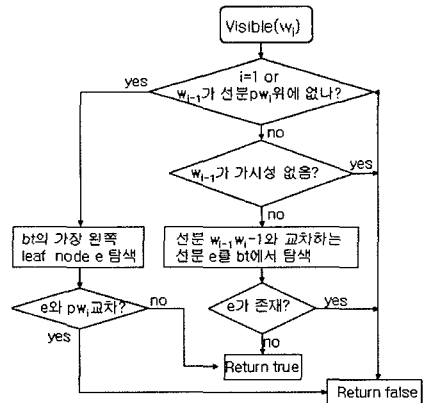 Visible(wi)
i=1 or
wi-1가 선분pwi위에 없나?
yes
no
wi-1가 가시성 없음?
yes
no
bt의 가장 왼쪽
leaf node e 탐색
선분 wi-1wi-1와 교차하는
선분 e를 bt에서 탐색
e와 pwi교차?
no
yes
e가 존재?
yes
no
Return true
Return false